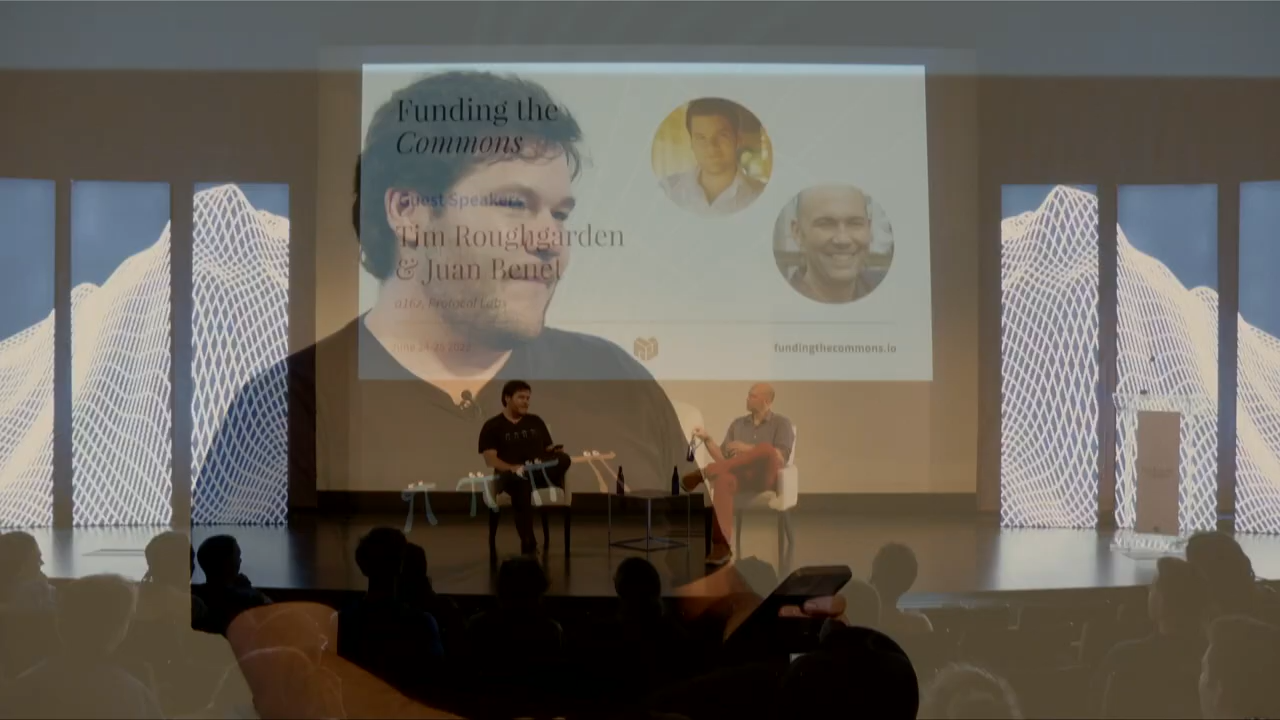 Funding the
Commons
Guest Speakers
Tim Roughgarden
& Juan Benet
a16z, Protocol Labs
June 24-25 2022
fundingthecommons.io